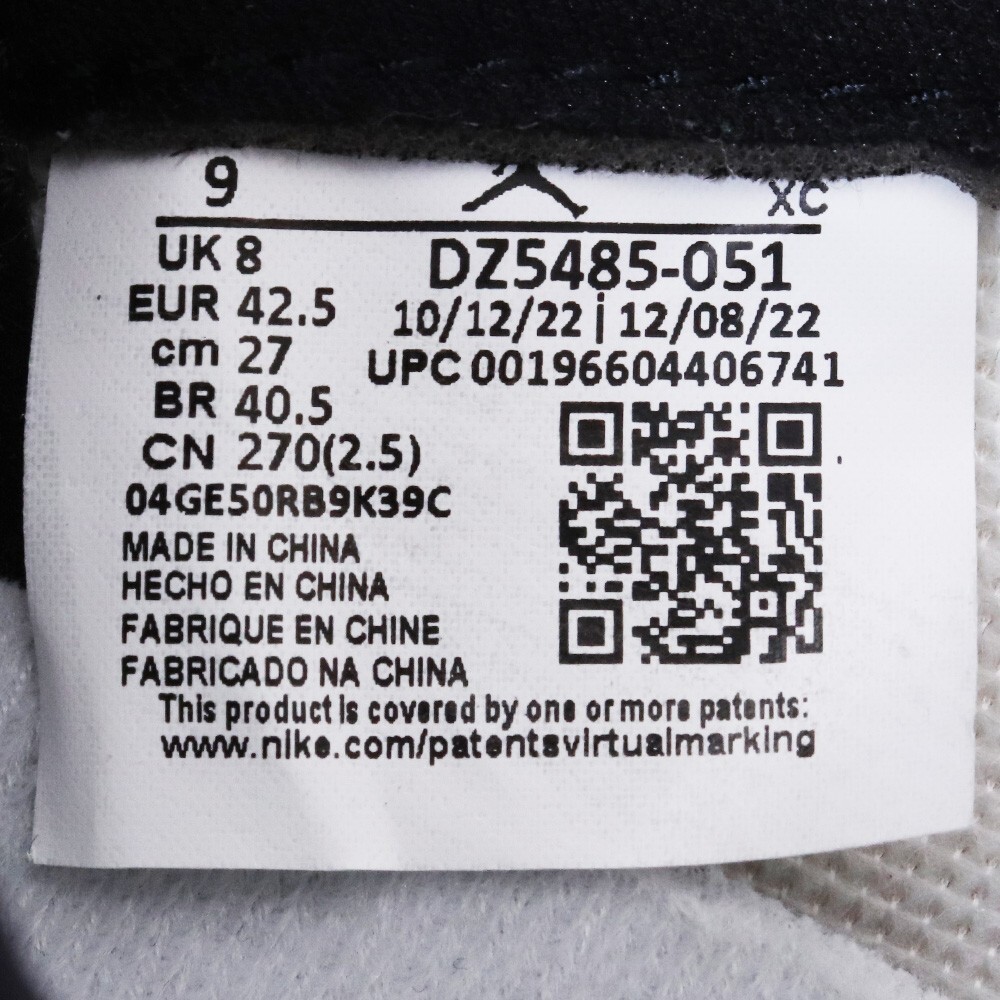 9
XC
UK 8
EUR 42.5
cm 27
BR 40.5
CN 270(2.5)
04GE50RB9K39C
DZ5485-051
10/12/22 | 12/08/22
UPC 00196604406741
MADE IN CHINA
HECHO EN CHINA
FABRIQUE EN CHINE
FABRICADO NA CHINA
This product is covered by one or more patents:
www.nike.com/patentsvirtualmarking